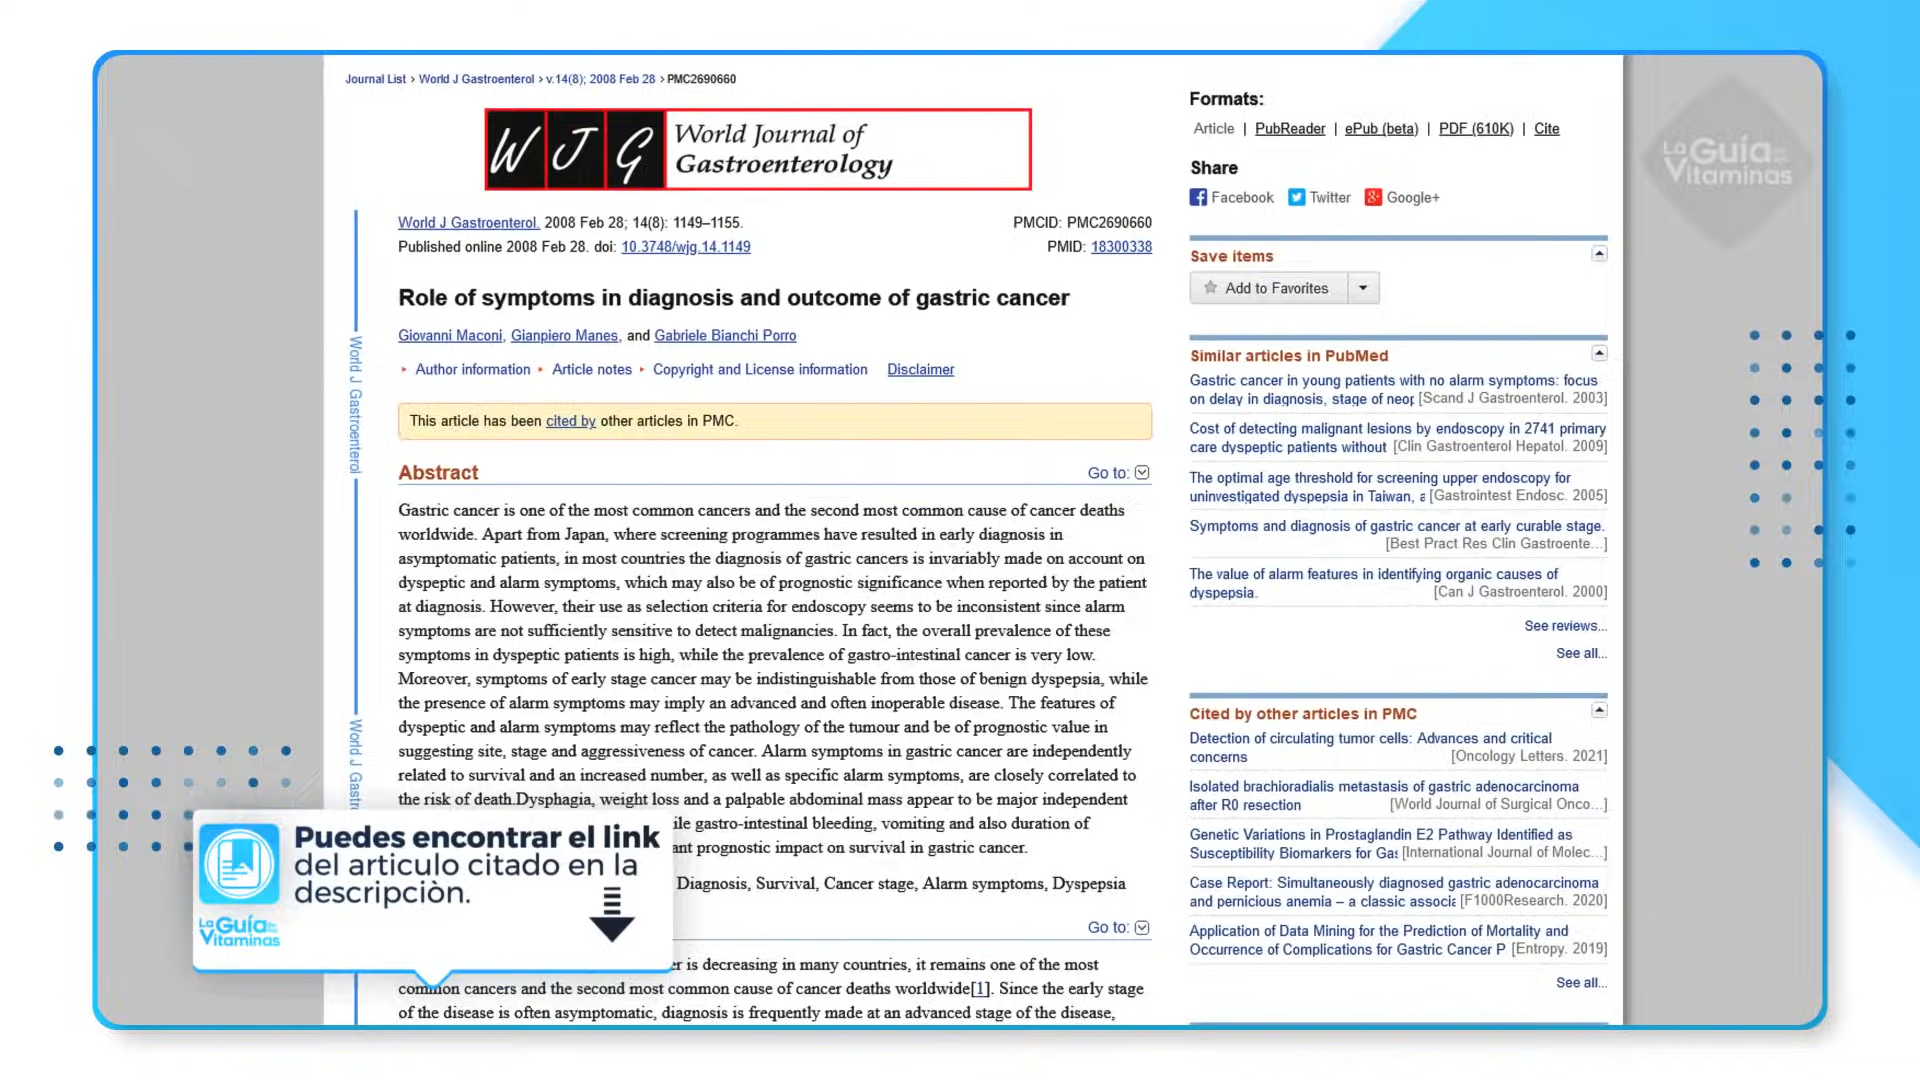 Journal List > World J Gastroenterol > v.14(8); 2008 Feb 28 > PMC2690660
W J G
World Journal of
Gastroenterology
World J Gastroenterol. 2008 Feb 28; 14(8): 1149–1155.
PMCID: PMC2690660
Published online 2008 Feb 28. doi: 10.3748/wjg.14.1149
PMID: 18300338
Role of symptoms in diagnosis and outcome of gastric cancer
Giovanni Maconi, Gianpiero Manes, and Gabriele Bianchi Porro
Author information Article notes Copyright and License information Disclaimer
This article has been cited by other articles in PMC.
Abstract
Go to:
Gastric cancer is one of the most common cancers and the second most common cause of cancer deaths
worldwide. Apart from Japan, where screening programmes have resulted in early diagnosis in
asymptomatic patients, in most countries the diagnosis of gastric cancers is invariably made on account on
dyspeptic and alarm symptoms, which may also be of prognostic significance when reported by the patient
at diagnosis. However, their use as selection criteria for endoscopy seems to be inconsistent since alarm
symptoms are not sufficiently sensitive to detect malignancies. In fact, the overall prevalence of these
symptoms in dyspeptic patients is high, while the prevalence of gastro-intestinal cancer is very low.
Moreover, symptoms of early stage cancer may be indistinguishable from those of benign dyspepsia, while
the presence of alarm symptoms may imply an advanced and often inoperable disease. The features of
dyspeptic and alarm symptoms may reflect the pathology of the tumour and be of prognostic value in
suggesting site, stage and aggressiveness of cancer. Alarm symptoms in gastric cancer are independently
related to survival and an increased number, as well as specific alarm symptoms, are closely correlated to
the risk of death.Dysphagia, weight loss and a palpable abdominal mass appear to be major independent
gastro-intestinal bleeding, vomiting and also duration of
prognostic impact on survival in gastric cancer.
Diagnosis, Survival, Cancer stage, Alarm symptoms, Dyspepsia
Go to:
is decreasing in many countries, it remains one of the most
common cancers and the second most common cause of cancer deaths worldwide[1]. Since the early stage
of the disease is often asymptomatic, diagnosis is frequently made at an advanced stage of the disease,
World J Gastroenterol
World J Gastr
Puedes encontrar el link
del articulo citado en la
descripciòn.
La Guía de las
Vitaminas
Formats:
Article | PubReader | ePub (beta) | PDF (610K) | Cite
Share
Facebook Twitter Google+
Save items
Add to Favorites
Similar articles in PubMed
Gastric cancer in young patients with no alarm symptoms: focus
on delay in diagnosis, stage of neop [Scand J Gastroenterol. 2003]
Cost of detecting malignant lesions by endoscopy in 2741 primary
care dyspeptic patients without [Clin Gastroenterol Hepatol. 2009]
The optimal age threshold for screening upper endoscopy for
uninvestigated dyspepsia in Taiwan, a [Gastrointest Endosc. 2005]
Symptoms and diagnosis of gastric cancer at early curable stage.
[Best Pract Res Clin Gastroente...]
The value of alarm features in identifying organic causes of
dyspepsia. [Can J Gastroenterol. 2000]
See reviews...
See all...
Cited by other articles in PMC
Detection of circulating tumor cells: Advances and critical
concerns [Oncology Letters. 2021]
Isolated brachioradialis metastasis of gastric adenocarcinoma
after R0 resection [World Journal of Surgical Onco...]
Genetic Variations in Prostaglandin E2 Pathway Identified as
Susceptibility Biomarkers for Gas [International Journal of Molec...]
Case Report: Simultaneously diagnosed gastric adenocarcinoma
and pernicious anemia – a classic associa [F1000Research. 2020]
Application of Data Mining for the Prediction of Mortality and
Occurrence of Complications for Gastric Cancer P [Entropy. 2019]
See all...
La Guía de las
Vitaminas